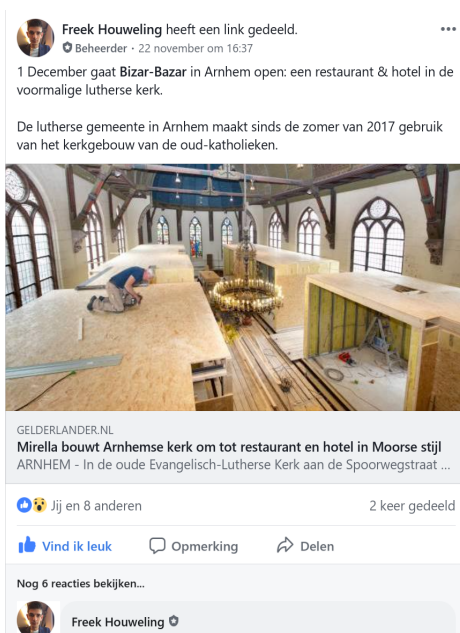 Freek Houweling heeft een link gedeeld.
Beheerder · 22 november om 16:37
1 December gaat Bizar-Bazar in Arnhem open: een restaurant & hotel in de
voormalige lutherse kerk.
De lutherse gemeente in Arnhem maakt sinds de zomer van 2017 gebruik
van het kerkgebouw van de oud-katholieken.
GELDERLANDER.NL
Mirella bouwt Arnhemse kerk om tot restaurant en hotel in Moorse stijl
ARNHEM - In de oude Evangelisch-Lutherse Kerk aan de Spoorwegstraat ...
Jij en 8 anderen
2 keer gedeeld
Vind ik leuk
Opmerking
Delen
Nog 6 reacties bekijken...
Freek Houweling